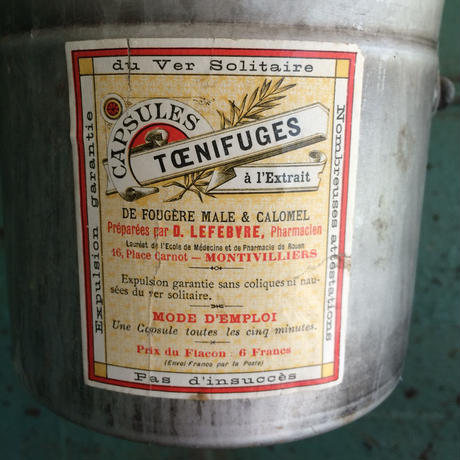 du Ver Solitaire
Expulsion garantie
Nombreuses attestations
CAPSULES
TŒNIFUGES
à l'Extrait
DE FOUGÈRE MALE & CALOMEL
Préparées par D. LEFEBVRE, Pharmacien
Lauréat de l'Ecole de Médecine et de Pharmacie de Rouen
16, Place Carnot — MONTIVILLIERS
Expulsion garantie sans coliques ni nau-
sées du ver solitaire.
MODE D'EMPLOI
Une Capsule toutes les cinq minutes.
Prix du Flacon : 6 Francs
(Envoi Franco par la Poste)
Pas d'insuccès